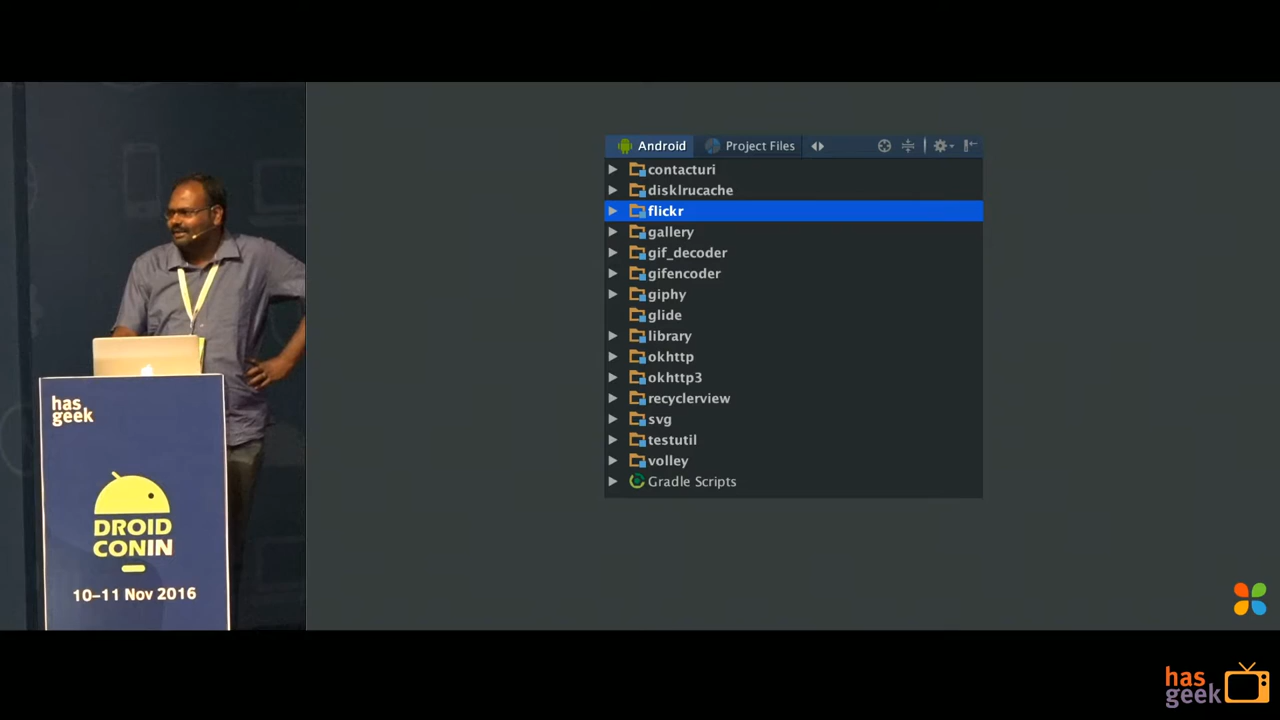 has
geek
DROID
CONIN
10–11 Nov 2016
Android
Project Files
contacturi
disklrucache
flickr
gallery
gif_decoder
gifencoder
giphy
glide
library
okhttp
okhttp3
recyclerview
svg
testutil
volley
Gradle Scripts
has
geek